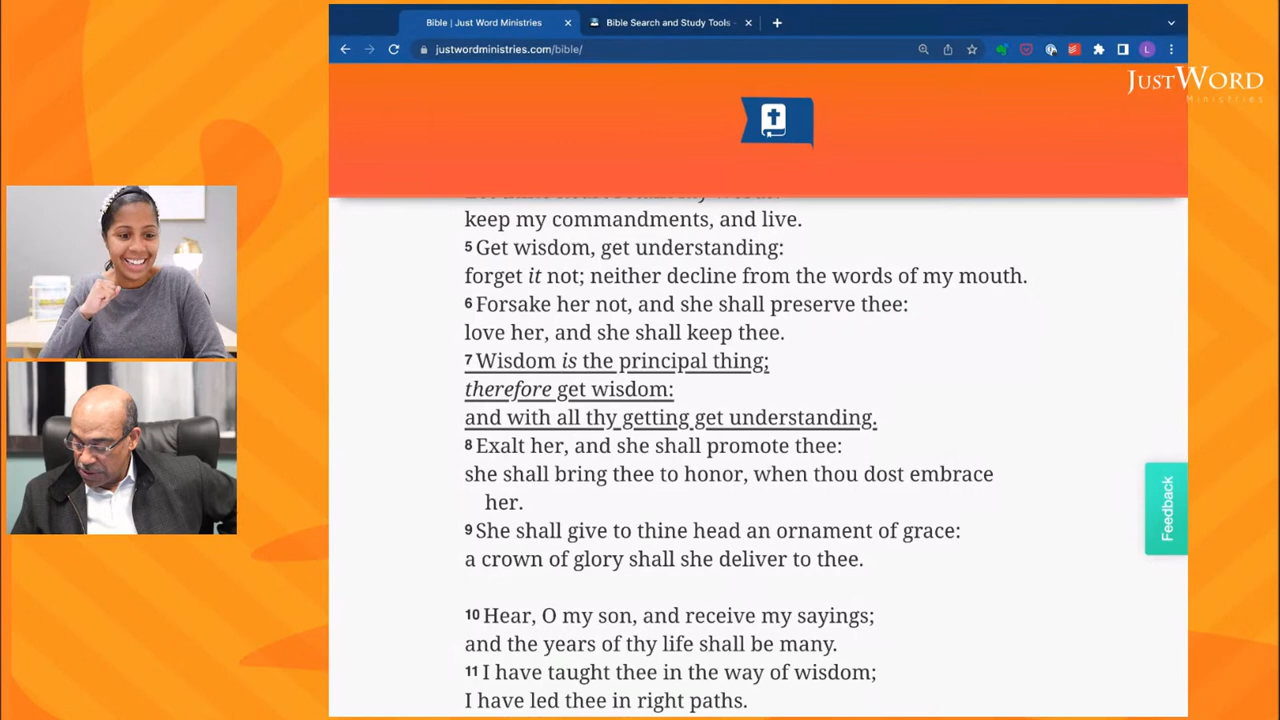 Bible | Just Word Ministries
Bible Search and Study Tools -
justwordministries.com/bible/
L
JUSTWORD
Ministries
keep my commandments, and live.
5 Get wisdom, get understanding:
forget it not; neither decline from the words of my mouth.
6 Forsake her not, and she shall preserve thee:
love her, and she shall keep thee.
7 Wisdom is the principal thing;
therefore get wisdom:
and with all thy getting get understanding.
8 Exalt her, and she shall promote thee:
she shall bring thee to honor, when thou dost embrace
her.
9 She shall give to thine head an ornament of grace:
a crown of glory shall she deliver to thee.
10 Hear, O my son, and receive my sayings;
and the years of thy life shall be many.
11 I have taught thee in the way of wisdom;
I have led thee in right paths.
Feedback